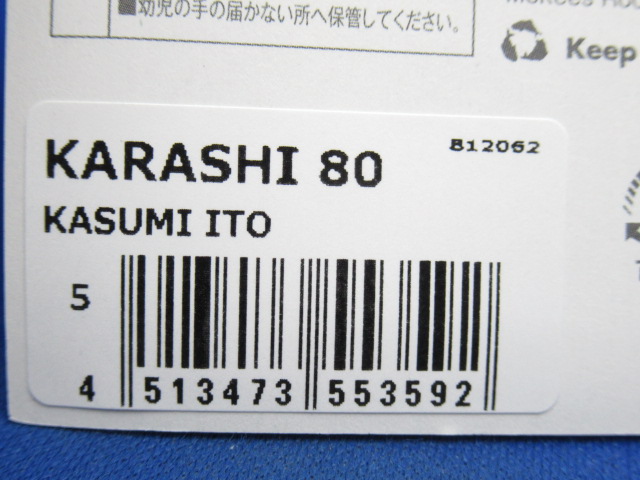 ■幼児の手の届かない所へ保管してください。
Keep
KARASHI 80
812062
KASUMI ITO
5
4 513473 553592